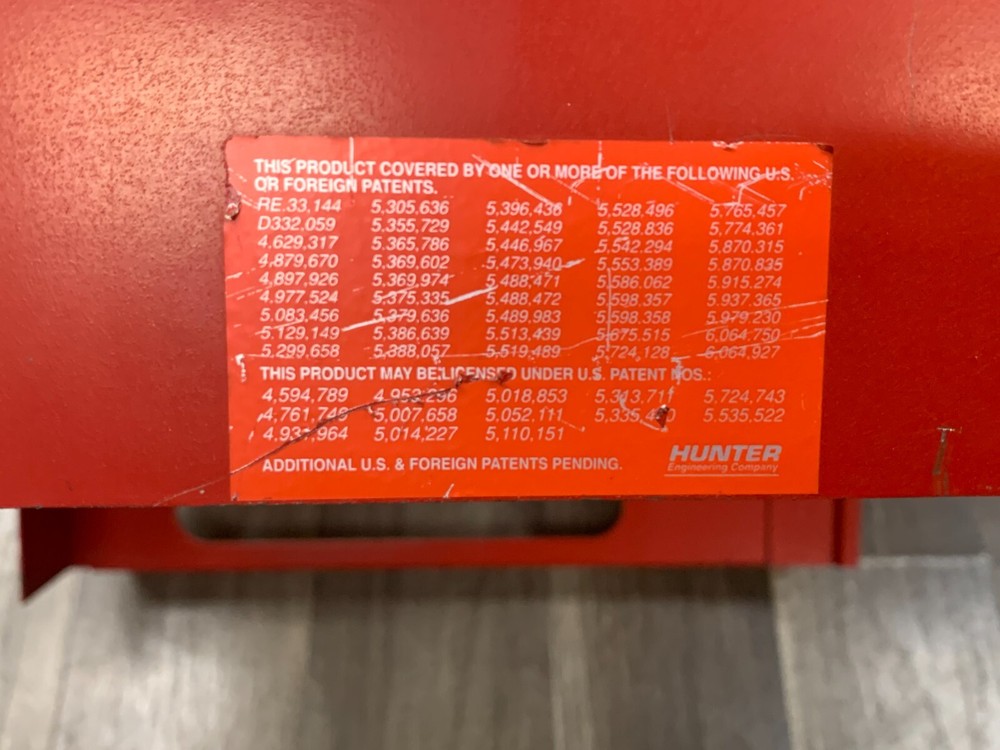 THIS PRODUCT COVERED BY ONE OR MORE OF THE FOLLOWING U.S.
OR FOREIGN PATENTS.
RE.33,144 5,305,636 5,396,436 5,528,496 5,765,457
D332,059 5,355,729 5,442,549 5,528,836 5,774,361
4,629,317 5,365,786 5,446,967 5,542,294 5,870,315
4,879,670 5,369,602 5,473,940 5,553,389 5,870,835
4,897,926 5,369,974 5,488,471 5,586,062 5,915,274
4,977,524 5,375,335 5,488,472 5,598,357 5,937,365
5,083,456 5,379,636 5,489,983 5,598,358 5,979,230
5,129,149 5,386,639 5,513,439 5,675,515 6,064,750
5,299,658 5,388,057 5,519,489 5,724,128 6,064,927
THIS PRODUCT MAY BE LICENSED UNDER U.S. PATENT NOS.:
4,594,789 4,953,296 5,018,853 5,313,711 5,724,743
5,007,658 5,052,111 5,535,522
5,014,227 5,110,151
ADDITIONAL U.S. & FOREIGN PATENTS PENDING.
HUNTER
Engineering Company